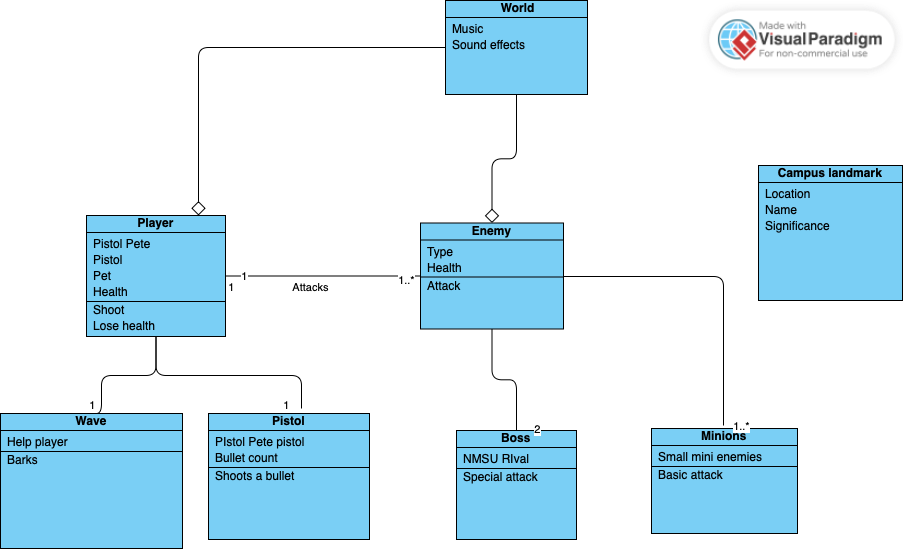 World
Music
Sound effects
Made with
VisualParadigm
For non-commercial use
Campus landmark
Location
Name
Significance
Player
Pistol Pete
Pistol
Pet
Health
Shoot
Lose health
1
1
Attacks
1..*
Enemy
Type
Health
Attack
1
Wave
Help player
Barks
1
Pistol
PIstol Pete pistol
Bullet count
Shoots a bullet
2
Boss
NMSU RIval
Special attack
1..*
Minions
Small mini enemies
Basic attack